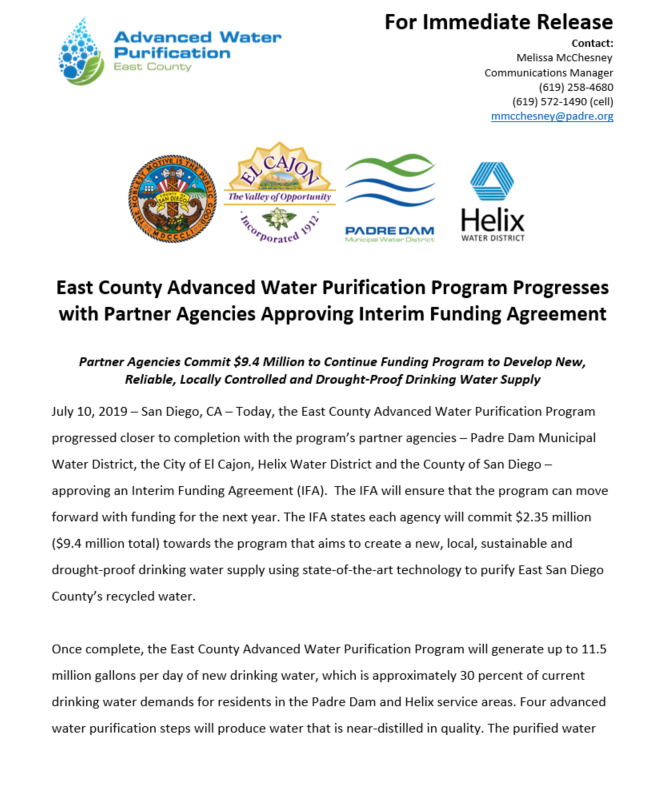 Advanced Water
Purification
East County
For Immediate Release
Contact:
Melissa McChesney
Communications Manager
(619) 258-4680
(619) 572-1490 (cell)
mmcchesney@padre.org
THE NOBLEST MOTIVE IS THE PUBLIC GOOD
COUNTY OF
SAN DIEGO
MDCCCLII
EL CAJON
The Valley of Opportunity
Incorporated 1912
PADRE DAM
Municipal Water District
Helix
WATER DISTRICT
East County Advanced Water Purification Program Progresses
with Partner Agencies Approving Interim Funding Agreement
Partner Agencies Commit $9.4 Million to Continue Funding Program to Develop New,
Reliable, Locally Controlled and Drought-Proof Drinking Water Supply
July 10, 2019 – San Diego, CA – Today, the East County Advanced Water Purification Program
progressed closer to completion with the program’s partner agencies – Padre Dam Municipal
Water District, the City of El Cajon, Helix Water District and the County of San Diego –
approving an Interim Funding Agreement (IFA).  The IFA will ensure that the program can move
forward with funding for the next year. The IFA states each agency will commit $2.35 million
($9.4 million total) towards the program that aims to create a new, local, sustainable and
drought-proof drinking water supply using state-of-the-art technology to purify East San Diego
County’s recycled water.
Once complete, the East County Advanced Water Purification Program will generate up to 11.5
million gallons per day of new drinking water, which is approximately 30 percent of current
drinking water demands for residents in the Padre Dam and Helix service areas. Four advanced
water purification steps will produce water that is near-distilled in quality. The purified water